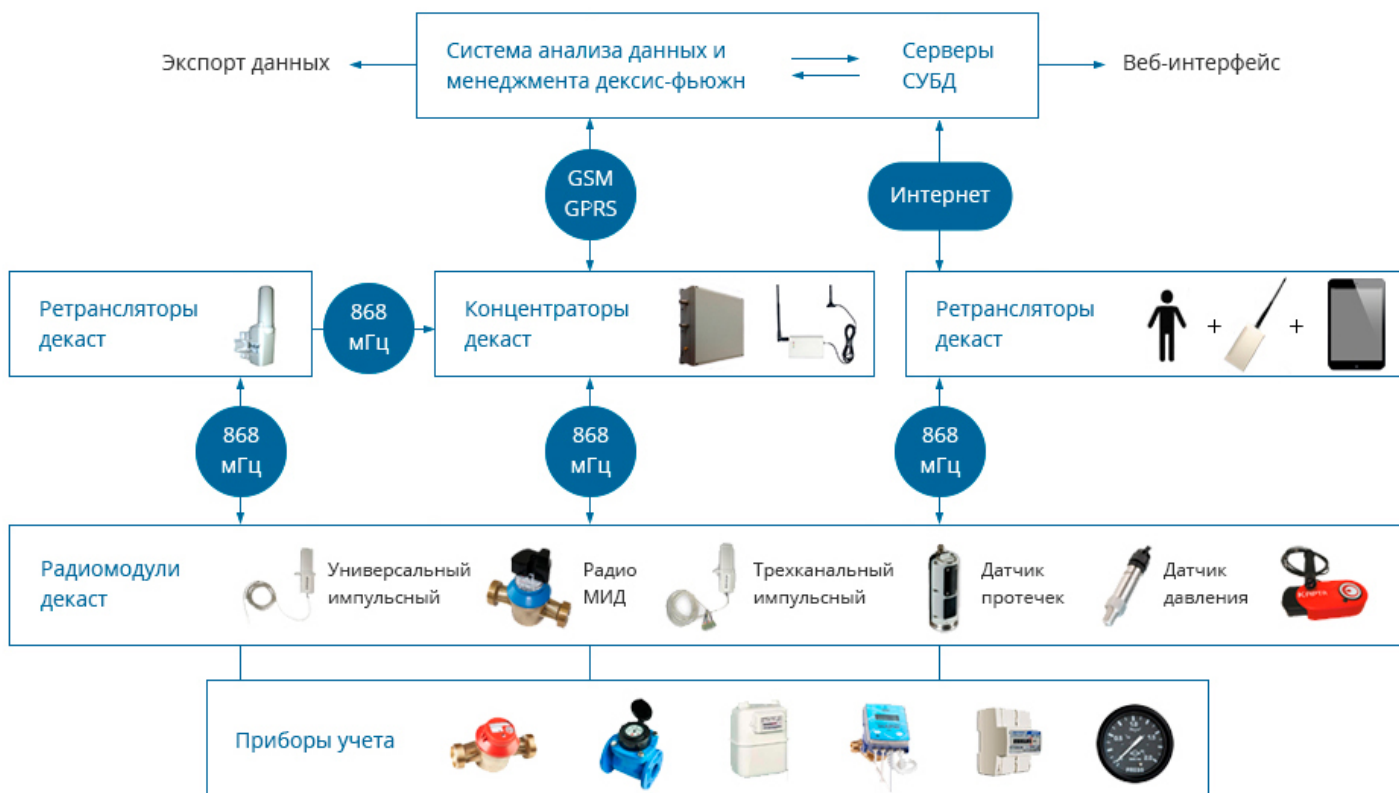 Экспорт данных
Система анализа данных и
менеджмента дексис-фьюжн
Серверы
СУБД
Веб-интерфейс
GSM
GPRS
Интернет
Ретрансляторы
декаст
868
мГц
Концентраторы
декаст
Ретрансляторы
декаст
+
+
868
мГц
868
мГц
868
мГц
Радиомодули
декаст
Универсальный
импульсный
Радио
МИД
Трехканальный
импульсный
Датчик
протечек
Датчик
давления
Приборы учета
PRESS